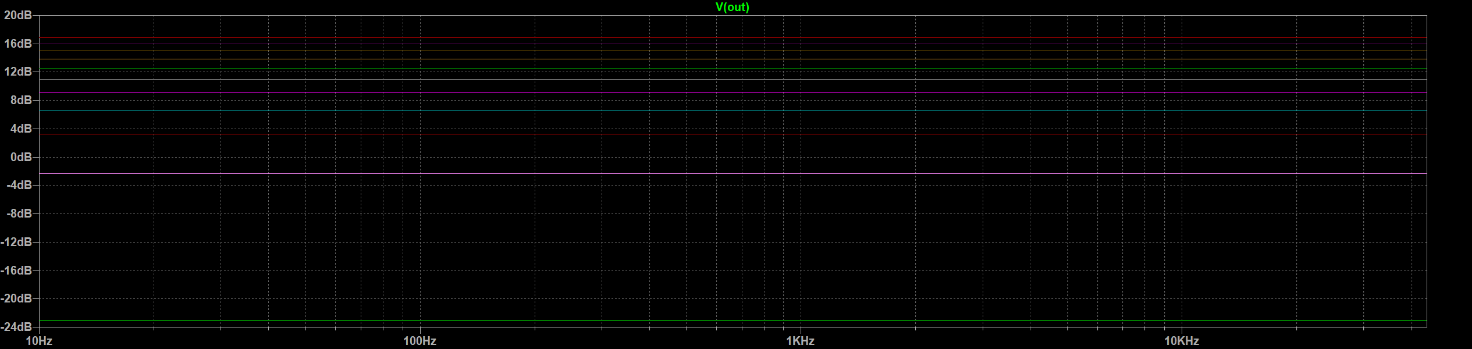 V(out)
20dB
16dB
12dB
8dB
4dB
0dB
-4dB
-8dB
-12dB
-16dB
-20dB
-24dB
10Hz 100Hz 1KHz 10KHz